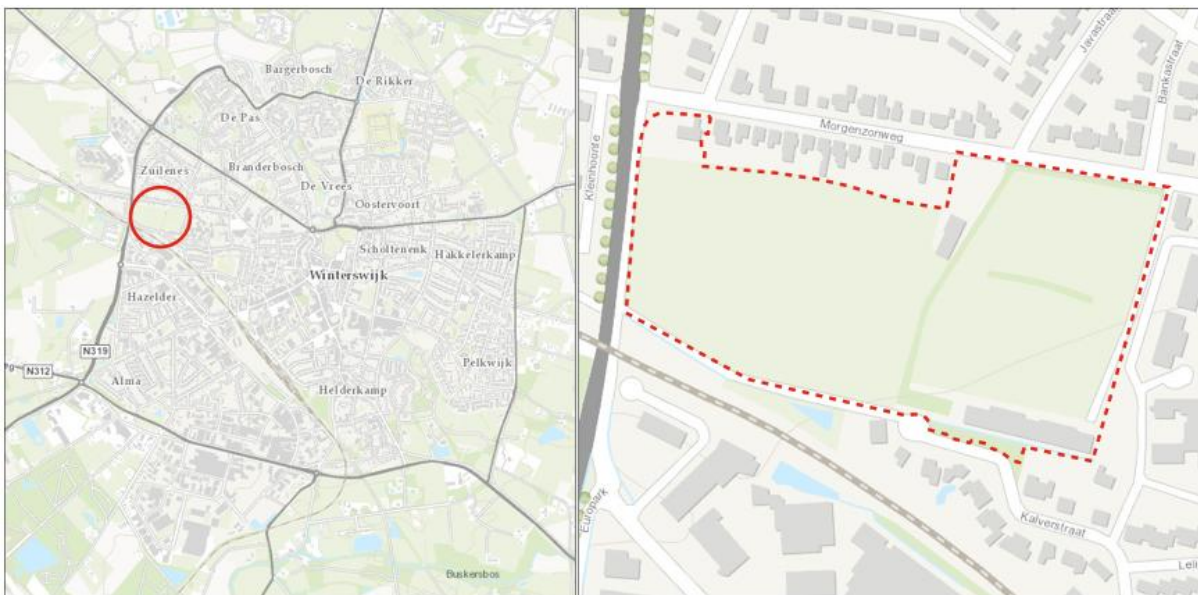 Bargerbosch
De Rikker
De Pas
Zuilenes
Branderbosch
De Vrees
Oostervoort
Scholtenenk
Hakkelerkamp
Winterswijk
Hazelder
N319
N312
Alma
Pelkwijk
Helderkamp
Buskersbos
Javastraat
Bankastraat
Morgenzonweg
Kleinhoonte
Europark
Kalverstraat